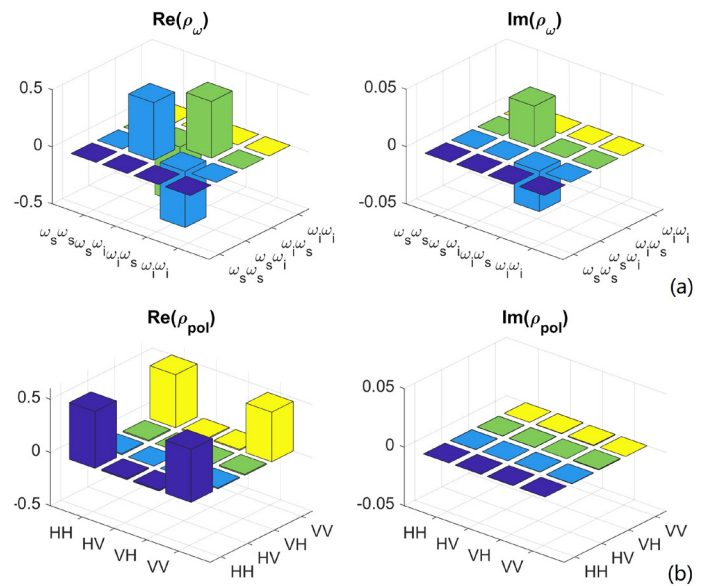 Re(ρω) Im(ρω)
0.5 0.05
0 0
-0.5 -0.05
ωsωs ωsωi ωiωs ωiωi ωsωs ωsωi ωiωs ωiωi ωsωs ωsωi ωiωs ωiωi ωsωs ωsωi ωiωs ωiωi
(a)
Re(ρpol) Im(ρpol)
0.5 0.05
0 0
-0.5 -0.05
HH HV VH VV HH HV VH VV HH HV VH VV HH HV VH VV
(b)